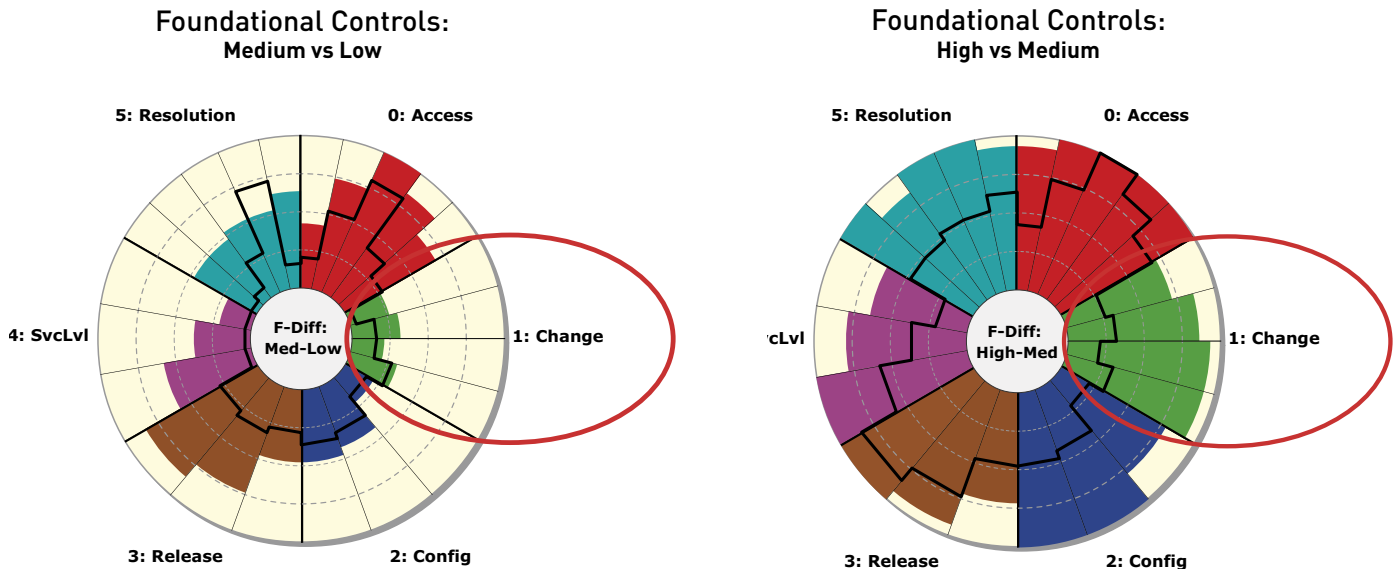 Foundational Controls:
Medium vs Low
5: Resolution
0: Access
4: SvcLvl
F-Diff:
Med-Low
1: Change
3: Release
2: Config
Foundational Controls:
High vs Medium
5: Resolution
0: Access
vcLvl
F-Diff:
High-Med
1: Change
3: Release
2: Config